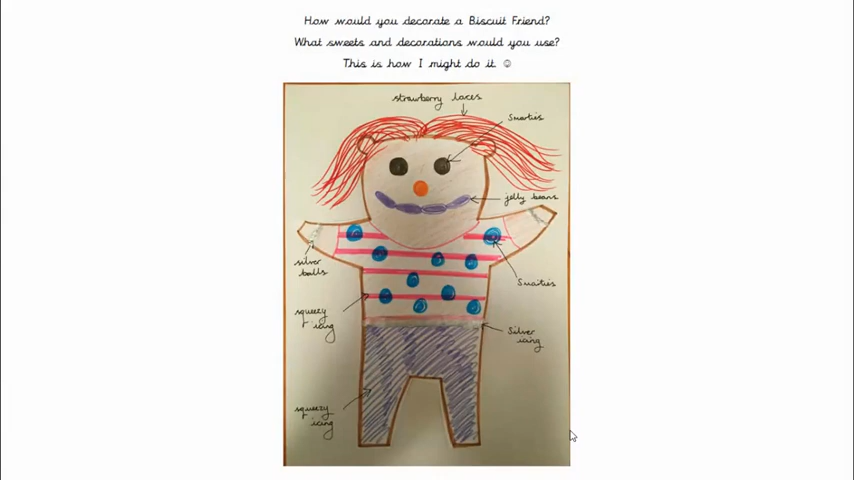 How would you decorate a Biscuit Friend?
What sweets and decorations would you use?
This is how I might do it. ☺
strawberry laces
Smarties
jelly beans
silver
balls
Smarties
squeezy
icing
Silver
icing
squeezy
icing